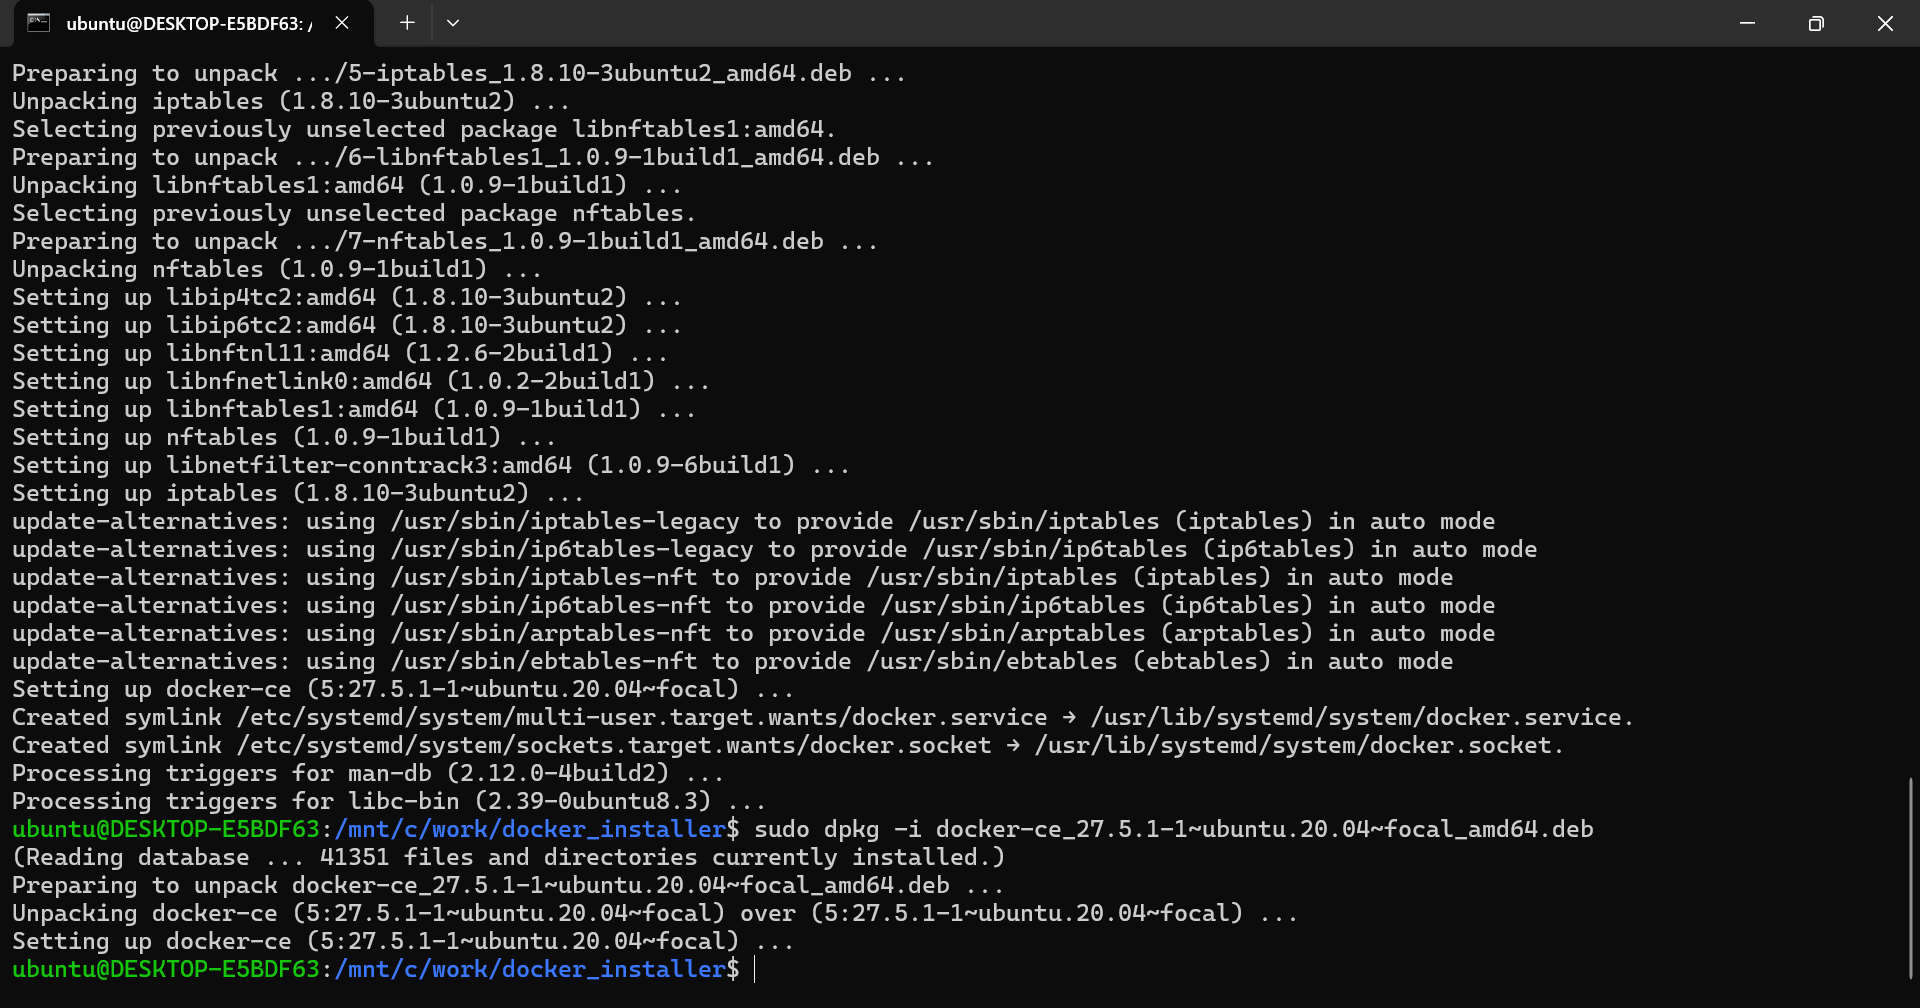 ubuntu@DESKTOP-E5BDF63: /
Preparing to unpack .../5-iptables_1.8.10-3ubuntu2_amd64.deb ...
Unpacking iptables (1.8.10-3ubuntu2) ...
Selecting previously unselected package libnftables1:amd64.
Preparing to unpack .../6-libnftables1_1.0.9-1build1_amd64.deb ...
Unpacking libnftables1:amd64 (1.0.9-1build1) ...
Selecting previously unselected package nftables.
Preparing to unpack .../7-nftables_1.0.9-1build1_amd64.deb ...
Unpacking nftables (1.0.9-1build1) ...
Setting up libip4tc2:amd64 (1.8.10-3ubuntu2) ...
Setting up libip6tc2:amd64 (1.8.10-3ubuntu2) ...
Setting up libnftnl11:amd64 (1.2.6-2build1) ...
Setting up libnfnetlink0:amd64 (1.0.2-2build1) ...
Setting up libnftables1:amd64 (1.0.9-1build1) ...
Setting up nftables (1.0.9-1build1) ...
Setting up libnetfilter-conntrack3:amd64 (1.0.9-6build1) ...
Setting up iptables (1.8.10-3ubuntu2) ...
update-alternatives: using /usr/sbin/iptables-legacy to provide /usr/sbin/iptables (iptables) in auto mode
update-alternatives: using /usr/sbin/ip6tables-legacy to provide /usr/sbin/ip6tables (ip6tables) in auto mode
update-alternatives: using /usr/sbin/iptables-nft to provide /usr/sbin/iptables (iptables) in auto mode
update-alternatives: using /usr/sbin/ip6tables-nft to provide /usr/sbin/ip6tables (ip6tables) in auto mode
update-alternatives: using /usr/sbin/arptables-nft to provide /usr/sbin/arptables (arptables) in auto mode
update-alternatives: using /usr/sbin/ebtables-nft to provide /usr/sbin/ebtables (ebtables) in auto mode
Setting up docker-ce (5:27.5.1-1~ubuntu.20.04~focal) ...
Created symlink /etc/systemd/system/multi-user.target.wants/docker.service → /usr/lib/systemd/system/docker.service.
Created symlink /etc/systemd/system/sockets.target.wants/docker.socket → /usr/lib/systemd/system/docker.socket.
Processing triggers for man-db (2.12.0-4build2) ...
Processing triggers for libc-bin (2.39-0ubuntu8.3) ...
ubuntu@DESKTOP-E5BDF63:/mnt/c/work/docker_installer$ sudo dpkg -i docker-ce_27.5.1-1~ubuntu.20.04~focal_amd64.deb
(Reading database ... 41351 files and directories currently installed.)
Preparing to unpack docker-ce_27.5.1-1~ubuntu.20.04~focal_amd64.deb ...
Unpacking docker-ce (5:27.5.1-1~ubuntu.20.04~focal) over (5:27.5.1-1~ubuntu.20.04~focal) ...
Setting up docker-ce (5:27.5.1-1~ubuntu.20.04~focal) ...
ubuntu@DESKTOP-E5BDF63:/mnt/c/work/docker_installer$